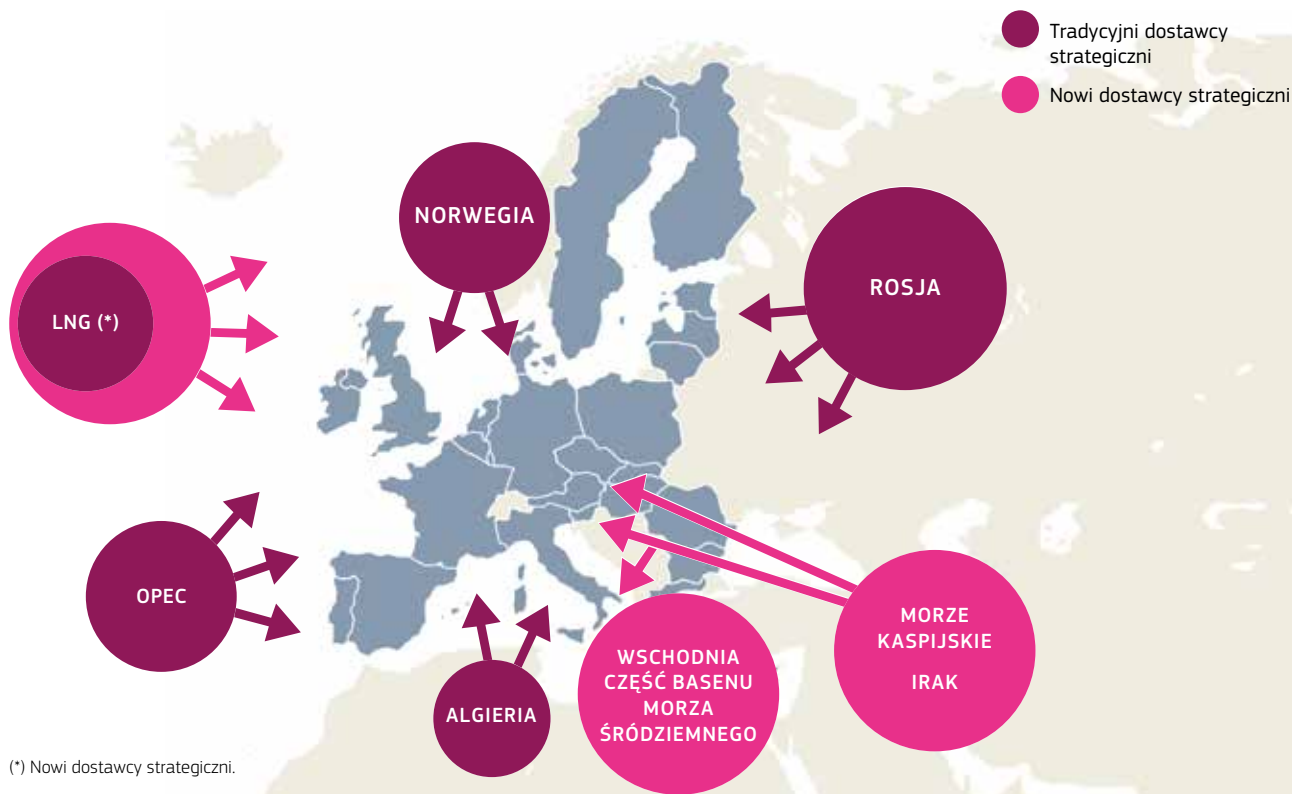 Tradycyjni dostawcy
strategiczni
Nowi dostawcy strategiczni
NORWEGIA
ROSJA
LNG (*)
OPEC
ALGIERIA
WSCHODNIA
CZĘŚĆ BASENU
MORZA
ŚRÓDZIEMNEGO
MORZE
KASPIJSKIE
IRAK
(*) Nowi dostawcy strategiczni.